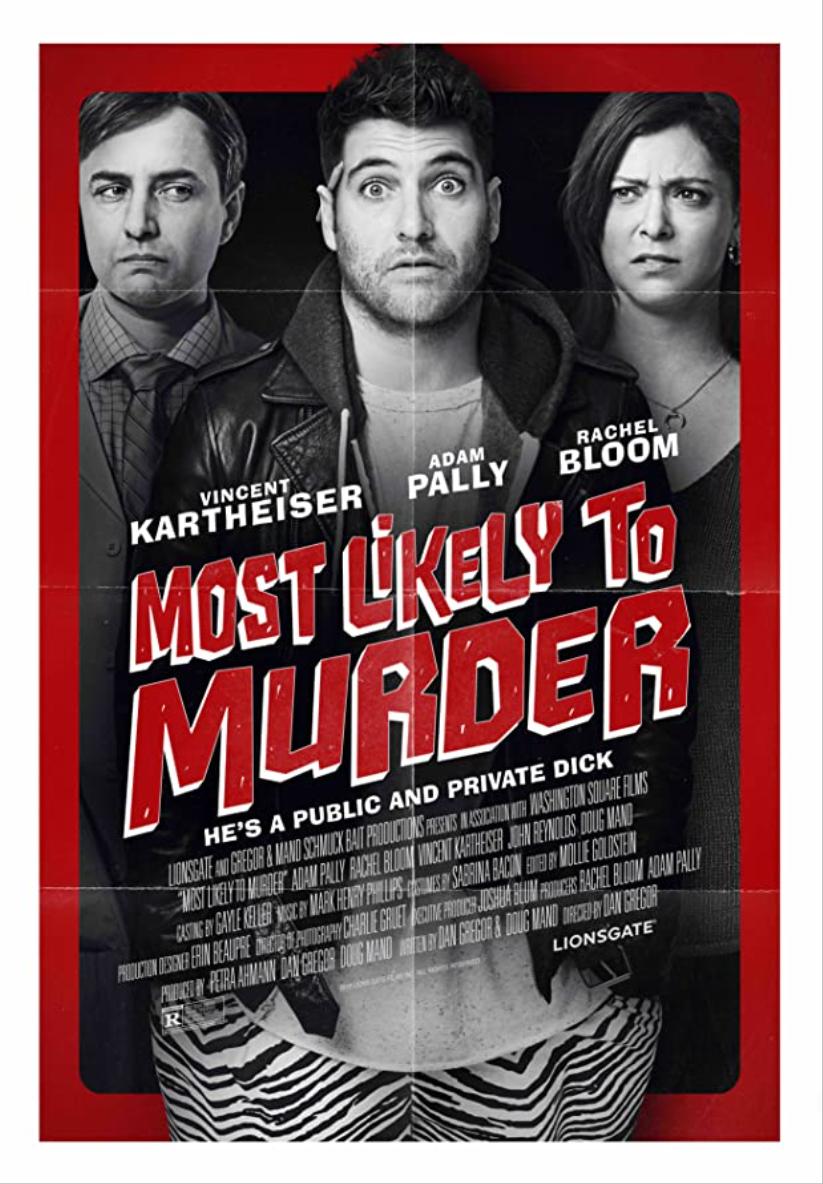 VINCENT
KARTHEISER
ADAM
PALLY
RACHEL
BLOOM
MOST LiKELY TO
MURDER
HE'S A PUBLIC AND PRIVATE DICK
LIONSGATE AND GREGOR & MAND SCHMUCK BAIT PRODUCTIONS PRESENTS IN ASSOCIATION WITH WASHINGTON SQUARE FILMS
"MOST LIKELY TO MURDER" ADAM PALLY RACHEL BLOOM VINCENT KARTHEISER JOHN REYNOLDS DOUG MAND
CASTING BY GAYLE KELLER MUSIC BY MARK HENRY PHILLIPS COSTUMES BY SABRINA BACON EDITED BY MOLLIE GOLDSTEIN
PRODUCTION DESIGNER ERIN BEAUPRE DIRECTOR OF PHOTOGRAPHY CHARLIE GRUET EXECUTIVE PRODUCER JOSHUA BLUM PRODUCERS RACHEL BLOOM ADAM PALLY
PRODUCED BY PETRA AHMANN DAN GREGOR DOUG MAND WRITTEN BY DAN GREGOR & DOUG MAND DIRECTED BY DAN GREGOR
LIONSGATE
R